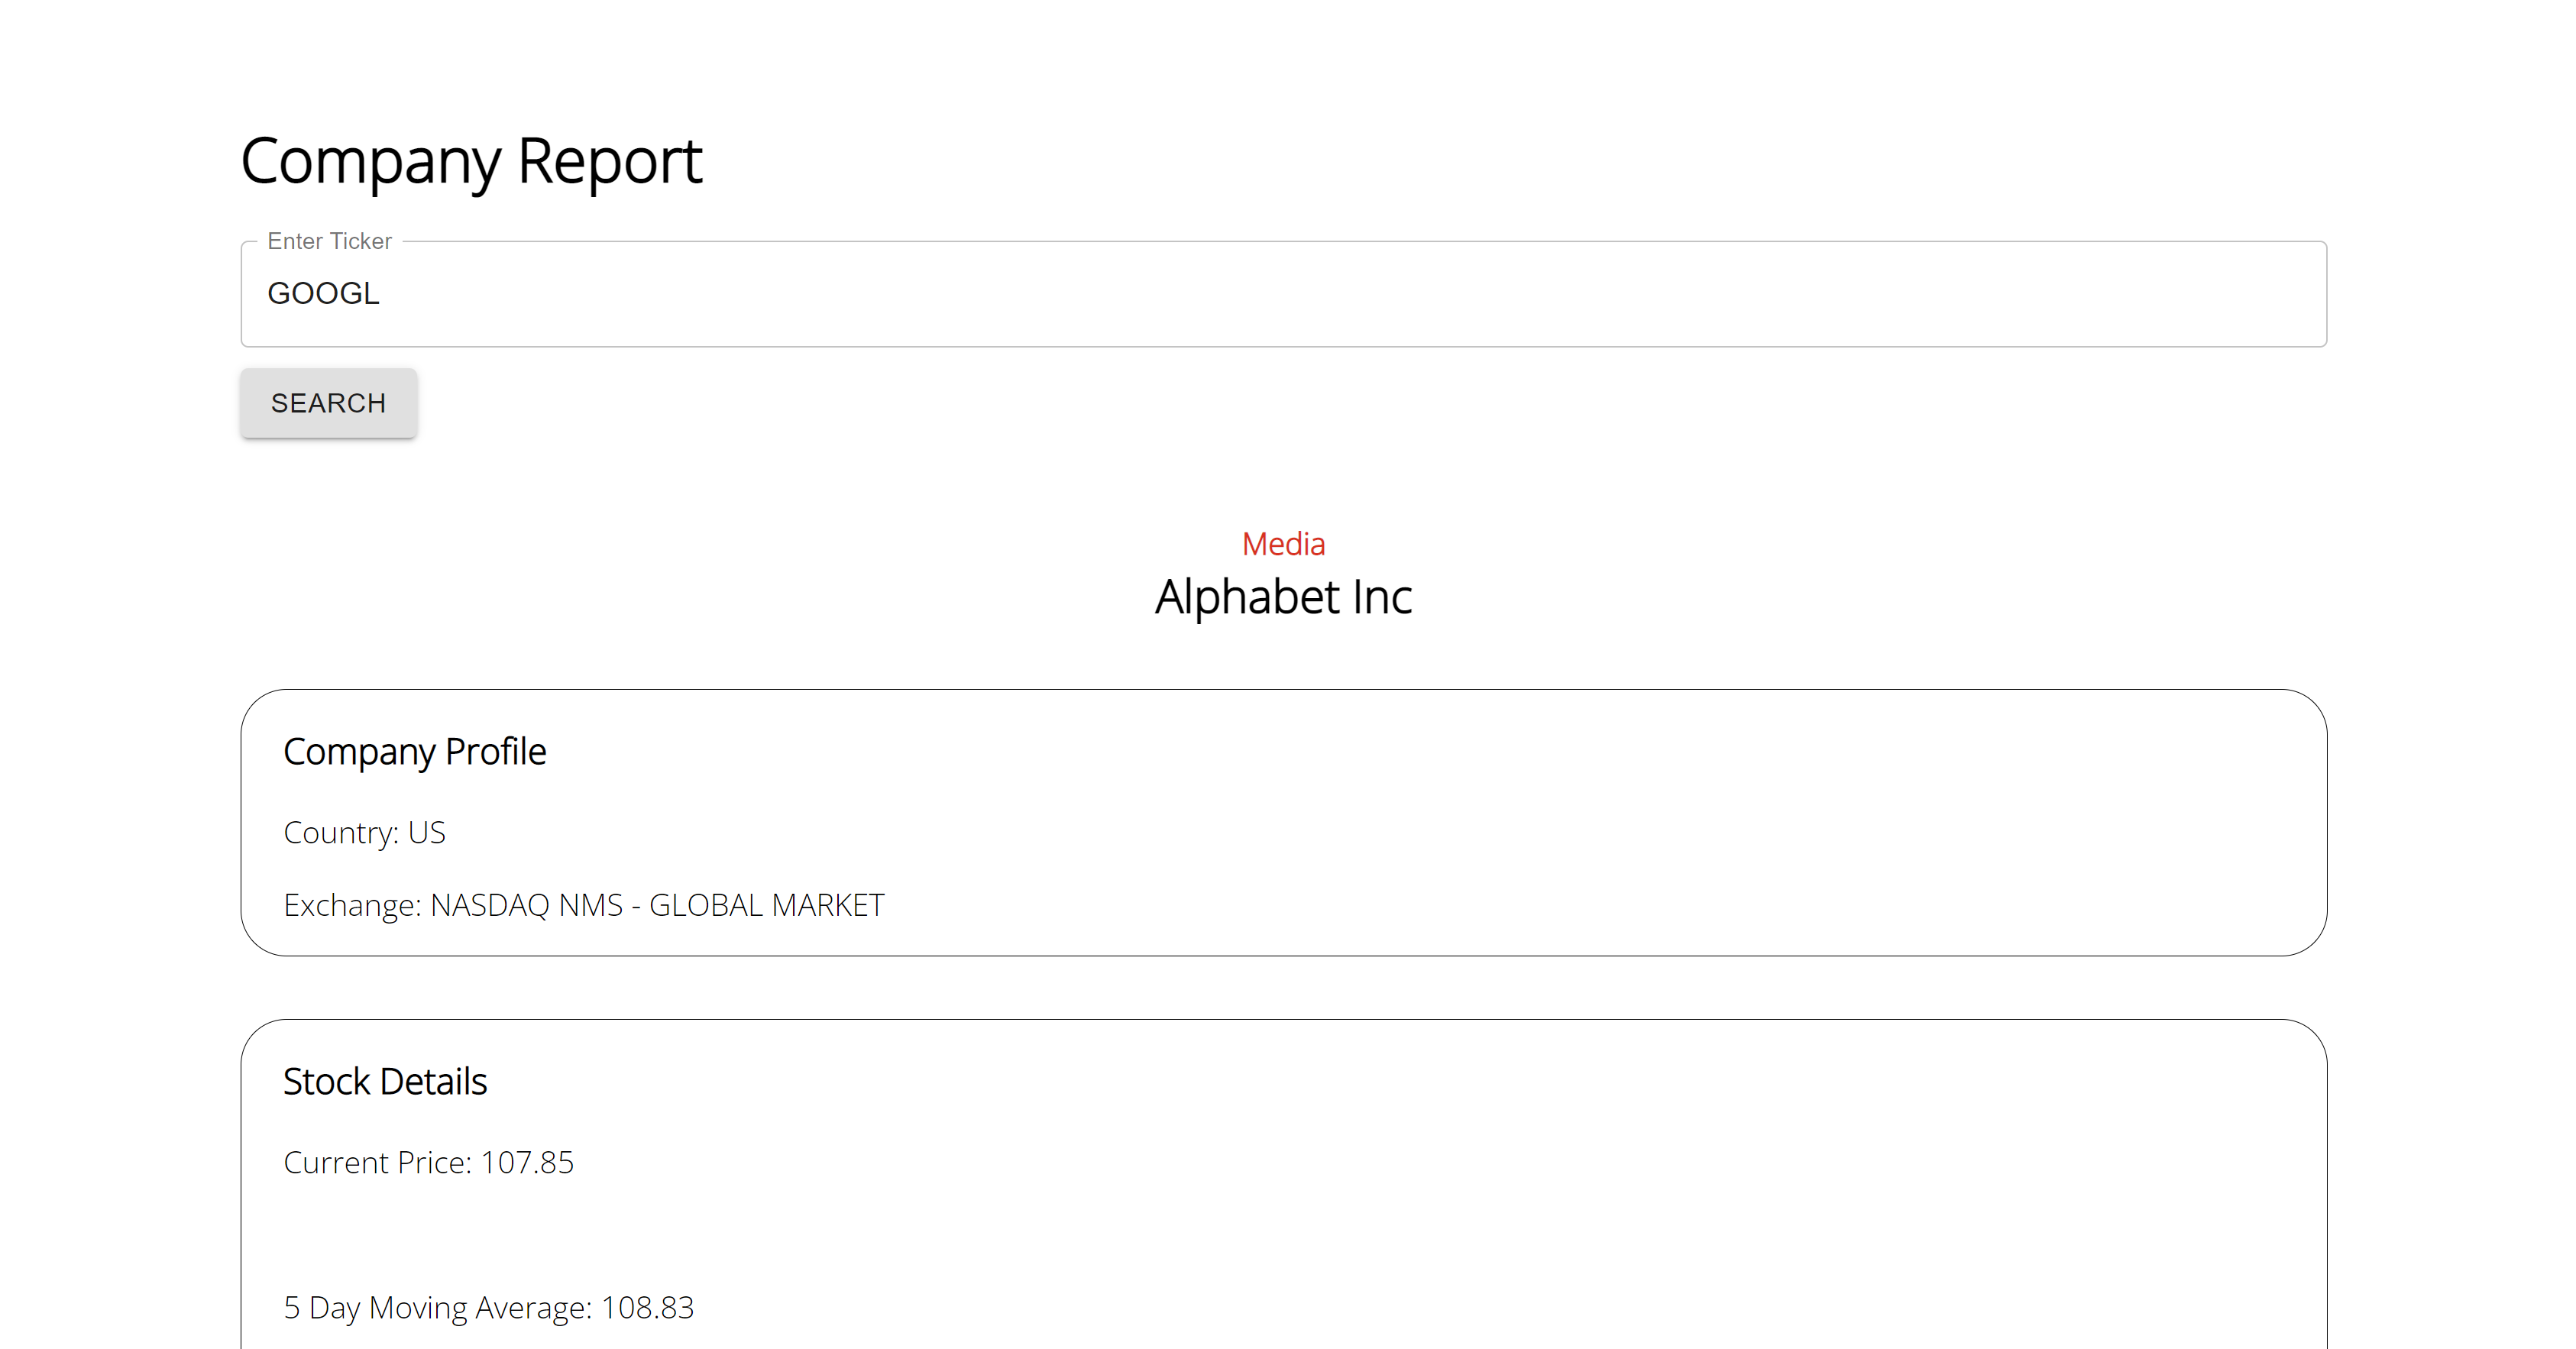 Company Report
Enter Ticker
GOOGL
SEARCH
Media
Alphabet Inc
Company Profile
Country: US
Exchange: NASDAQ NMS - GLOBAL MARKET
Stock Details
Current Price: 107.85
5 Day Moving Average: 108.83